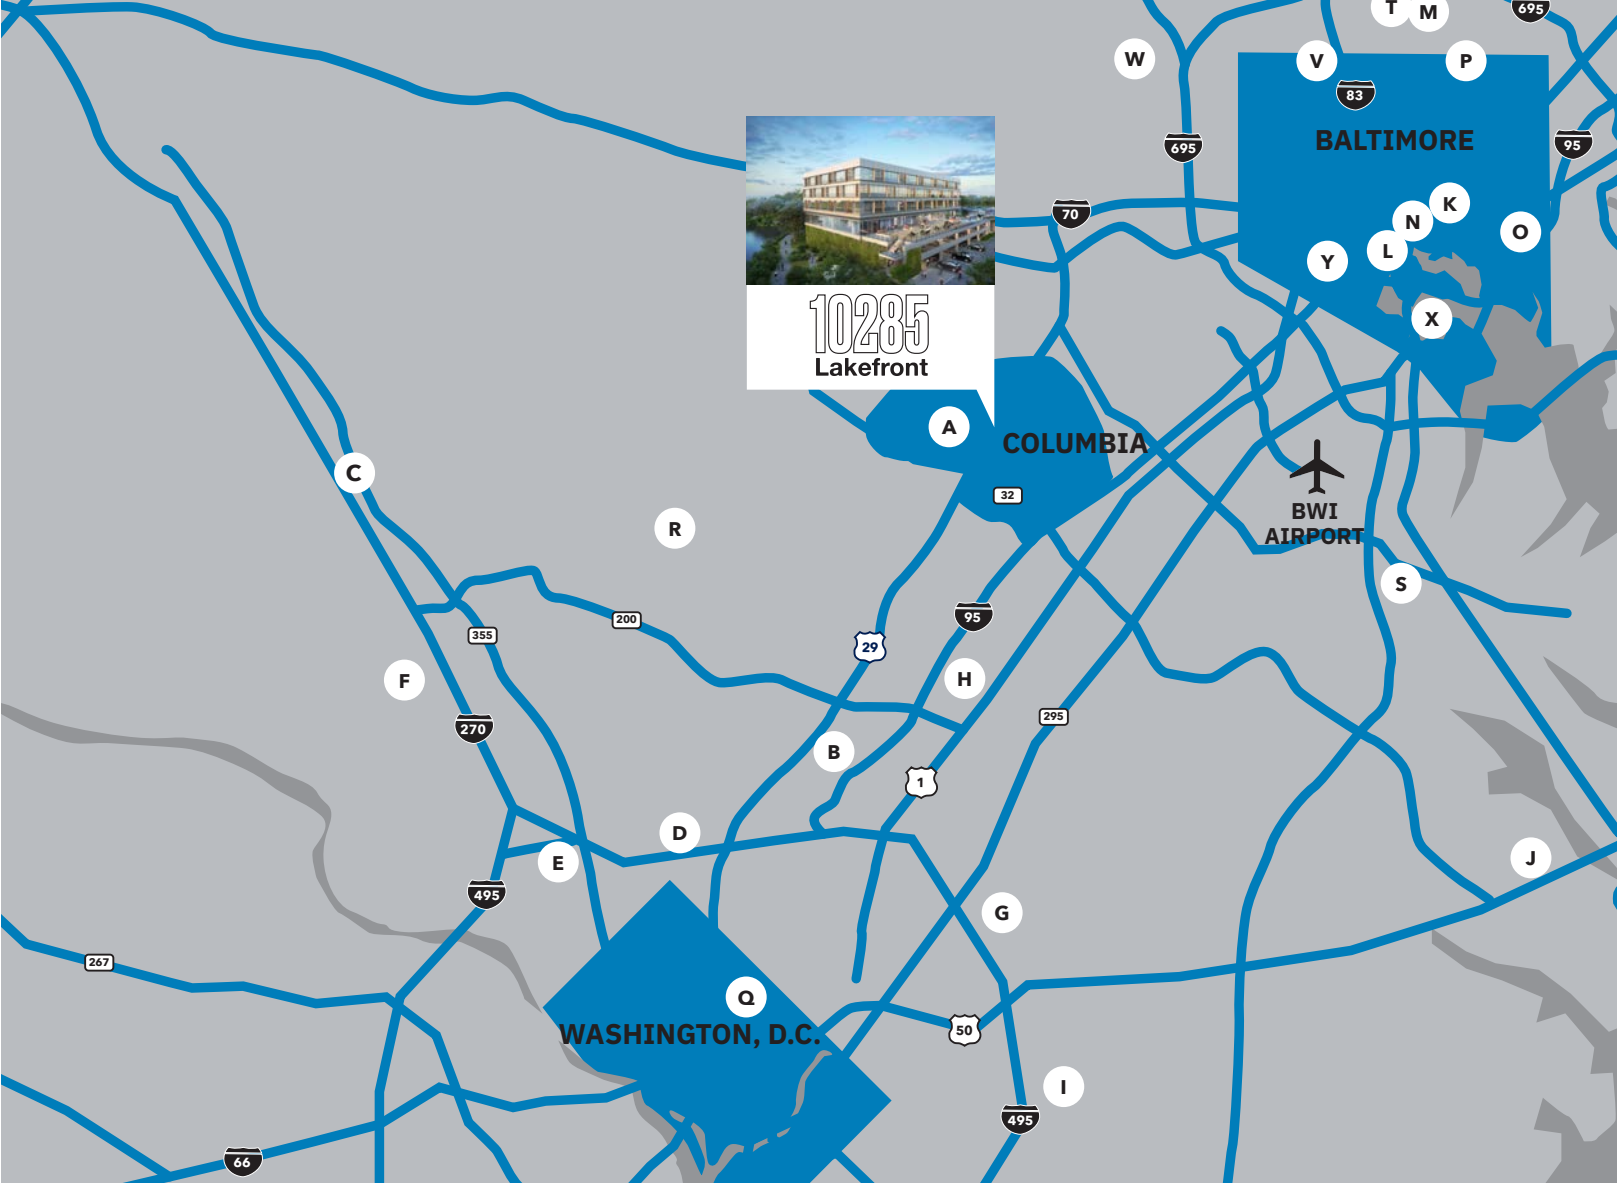 T
M
695
W
V
P
83
BALTIMORE
695
95
70
K
N
O
L
Y
X
10285
Lakefront
A
COLUMBIA
C
32
BWI
AIRPORT
R
S
200
95
355
29
F
H
295
270
B
1
D
E
J
495
G
267
Q
WASHINGTON, D.C.
50
I
495
66